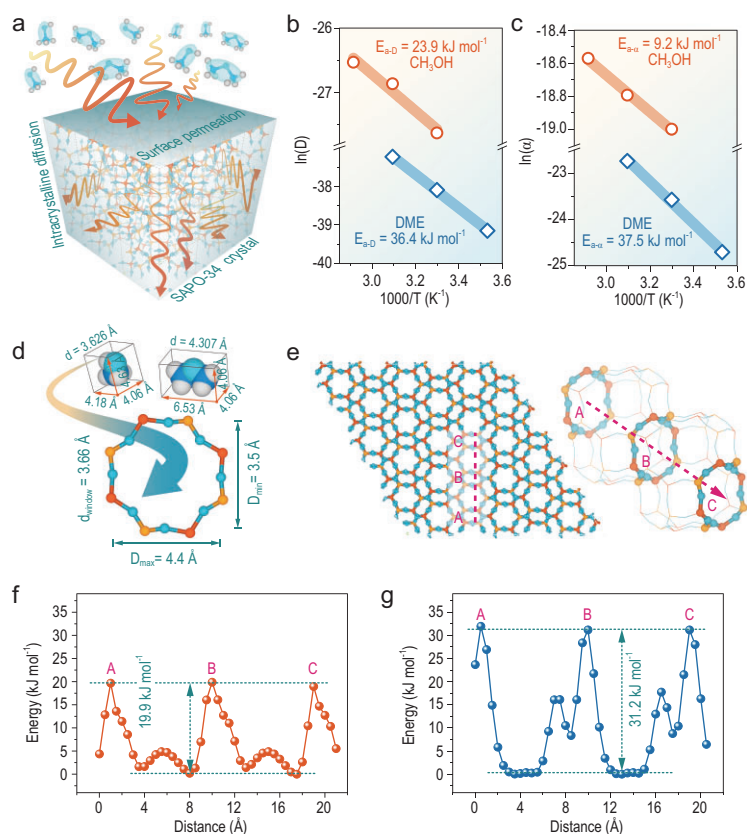 a
Surface permeation
Intracrystalline diffusion
SAPO-34 crystal
b
Ea-D = 23.9 kJ mol⁻¹
CH₃OH
DME
Ea-D = 36.4 kJ mol⁻¹
ln(D)
-26
-27
-38
-39
-40
3.0
3.2
3.4
3.6
1000/T (K⁻¹)
c
Ea-α = 9.2 kJ mol⁻¹
CH₃OH
DME
Ea-α = 37.5 kJ mol⁻¹
ln(α)
-18.4
-18.6
-18.8
-19.0
-23
-24
-25
3.0
3.2
3.4
3.6
1000/T (K⁻¹)
d
d = 3.626 Å
4.18 Å
4.06 Å
d = 4.307 Å
4.06 Å
6.53 Å
4.06 Å
dwindow = 3.66 Å
Dmin = 3.5 Å
Dmax = 4.4 Å
e
C
B
A
A
B
C
f
Energy (kJ mol⁻¹)
35
30
25
20
15
10
5
0
A
B
C
19.9 kJ mol⁻¹
0
4
8
12
16
20
Distance (Å)
g
Energy (kJ mol⁻¹)
35
30
25
20
15
10
5
0
A
B
C
31.2 kJ mol⁻¹
0
4
8
12
16
20
Distance (Å)